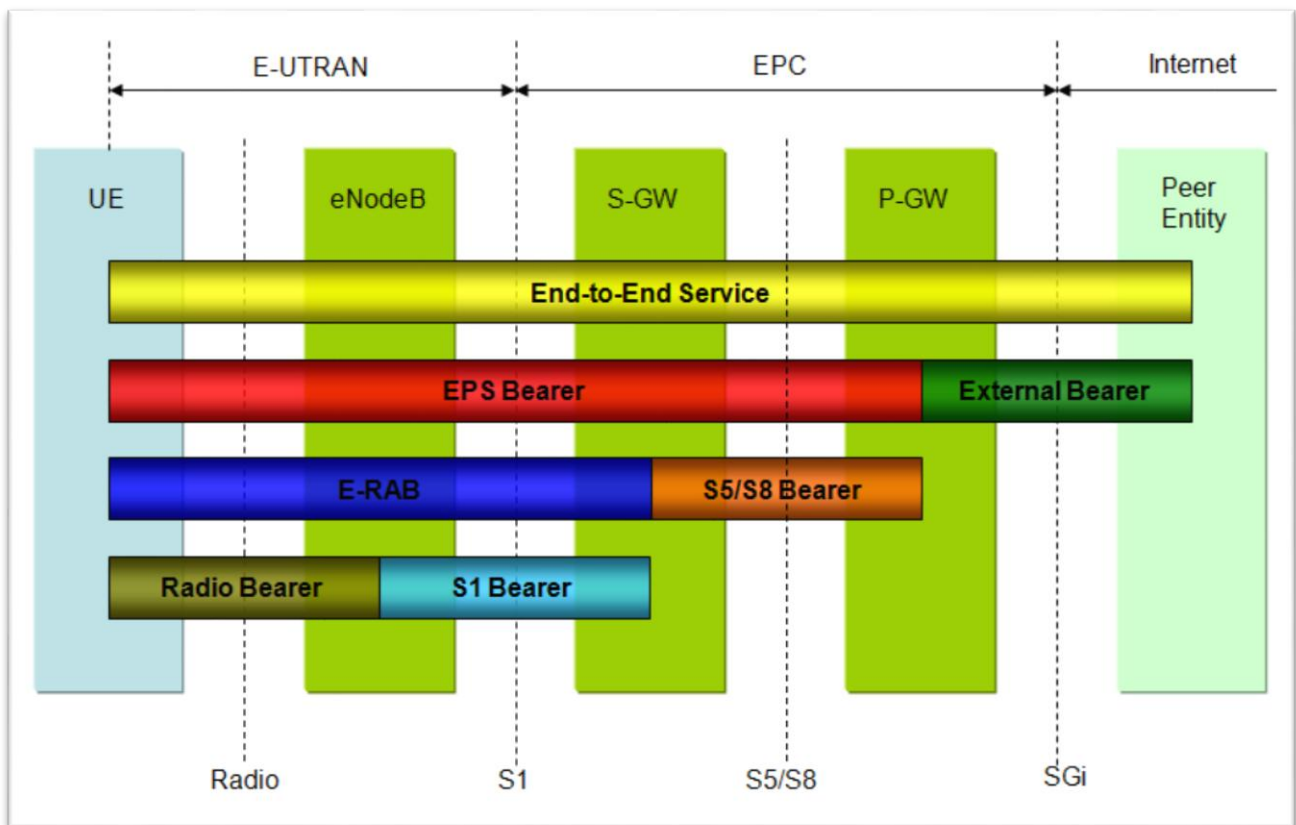 E-UTRAN
EPC
Internet
UE
eNodeB
S-GW
P-GW
Peer
Entity
End-to-End Service
EPS Bearer
External Bearer
E-RAB
S5/S8 Bearer
Radio Bearer
S1 Bearer
Radio
S1
S5/S8
SGi